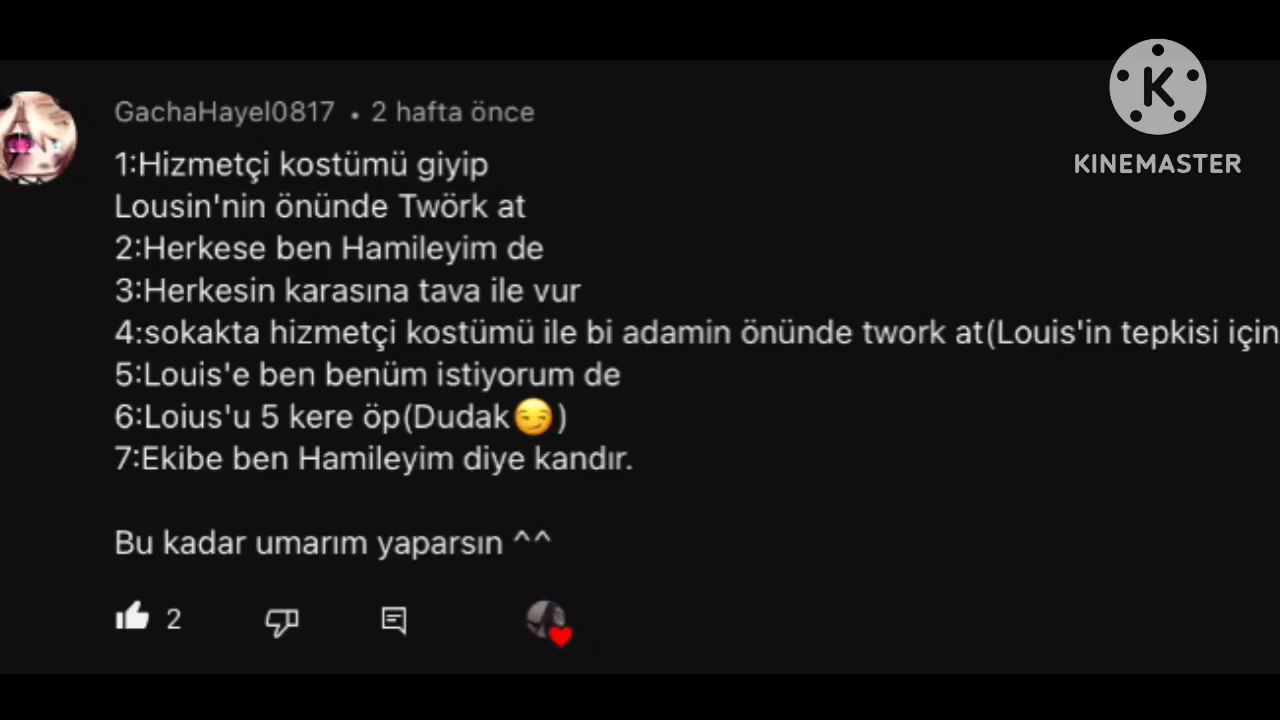 KINEMASTER
GachaHayel0817 • 2 hafta önce
1:Hizmetçi kostümü giyip
Lousin'nin önünde Twörk at
2:Herkese ben Hamileyim de
3:Herkesin karasına tava ile vur
4:sokakta hizmetçi kostümü ile bi adamin önünde twork at(Louis'in tepkisi için
5:Louis'e ben benüm istiyorum de
6:Loius'u 5 kere öp(Dudak😏)
7:Ekibe ben Hamileyim diye kandır.
Bu kadar umarım yaparsın ^^
2